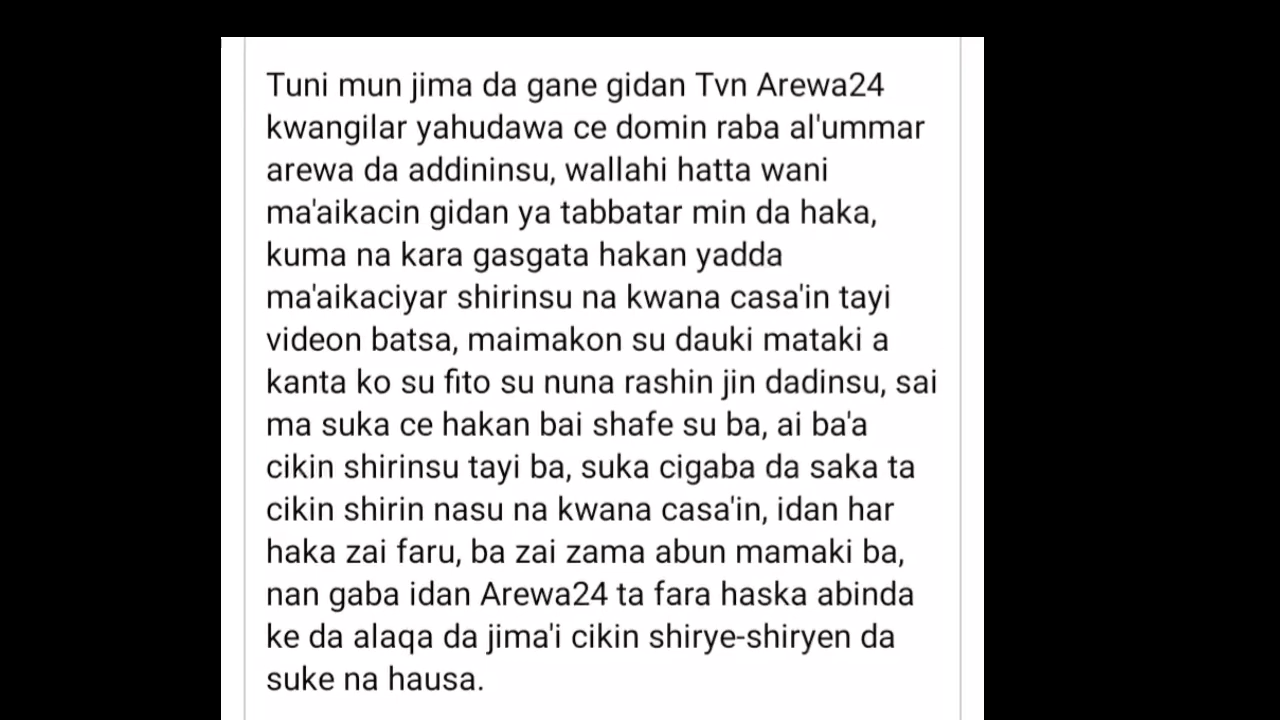 Tuni mun jima da gane gidan Tvn Arewa24
kwangilar yahudawa ce domin raba al'ummar
arewa da addininsu, wallahi hatta wani
ma'aikacin gidan ya tabbatar min da haka,
kuma na kara gasgata hakan yadda
ma'aikaciyar shirinsu na kwana casa'in tayi
videon batsa, maimakon su dauki mataki a
kanta ko su fito su nuna rashin jin dadinsu, sai
ma suka ce hakan bai shafe su ba, ai ba'a
cikin shirinsu tayi ba, suka cigaba da saka ta
cikin shirin nasu na kwana casa'in, idan har
haka zai faru, ba zai zama abun mamaki ba,
nan gaba idan Arewa24 ta fara haska abinda
ke da alaqa da jima'i cikin shirye-shiryen da
suke na hausa.